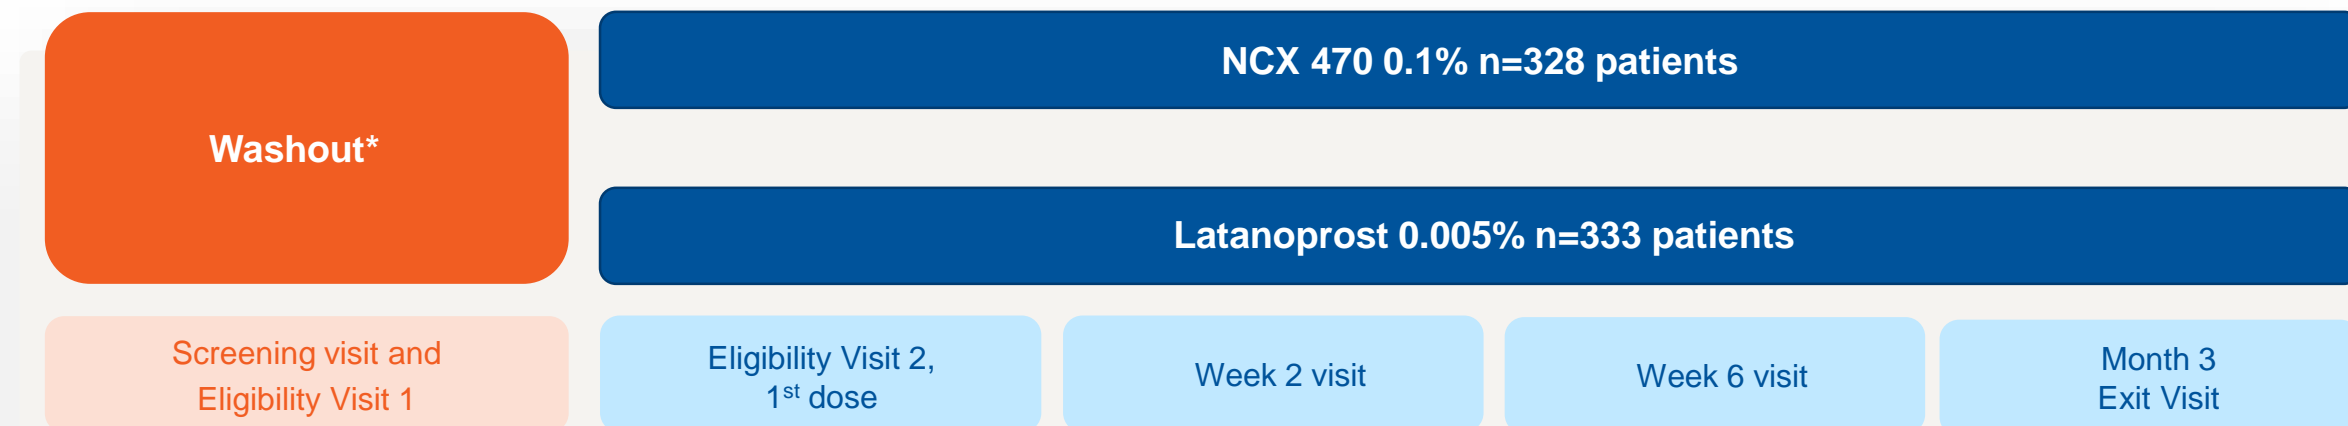 Washout*
NCX 470 0.1% n=328 patients
Latanoprost 0.005% n=333 patients
Screening visit and
Eligibility Visit 1
Eligibility Visit 2,
1st dose
Week 2 visit
Week 6 visit
Month 3
Exit Visit